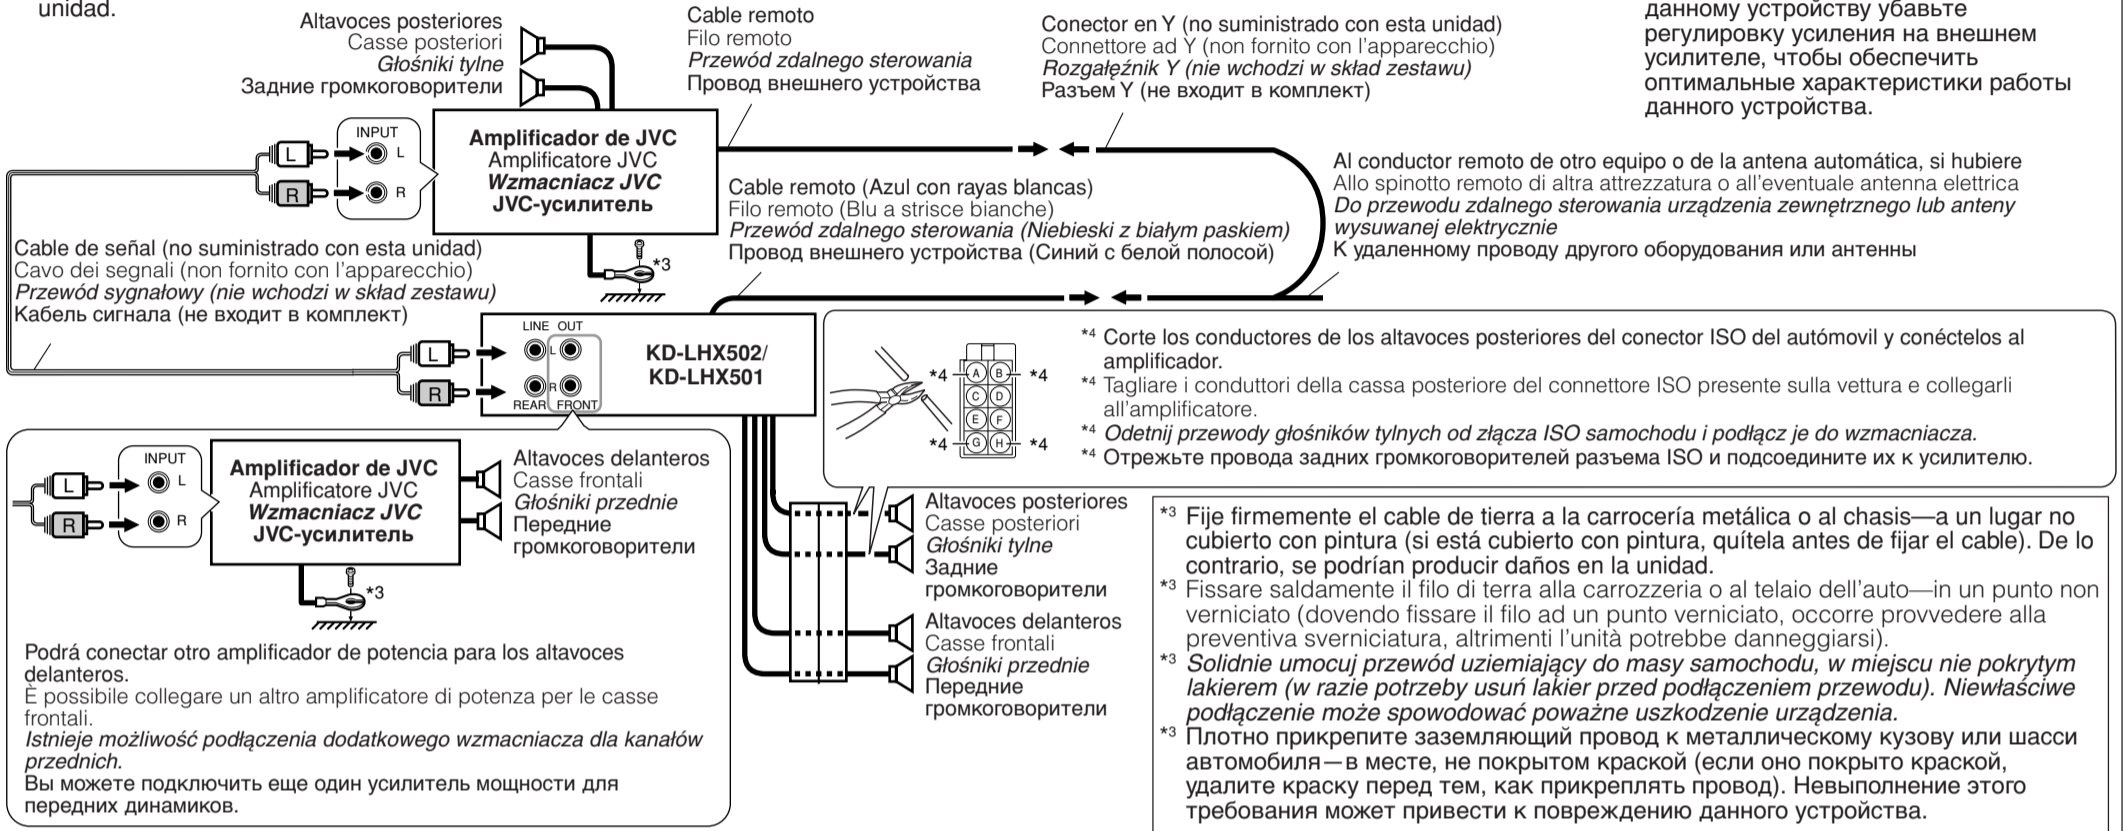 unidad.
Altavoces posteriores
Casse posteriori
Głośniki tylne
Задние громкоговорители
Cable remoto
Filo remoto
Przewód zdalnego sterowania
Провод внешнего устройства
Conector en Y (no suministrado con esta unidad)
Connettore ad Y (non fornito con l'apparecchio)
Rozgałęźnik Y (nie wchodzi w skład zestawu)
Разъем Y (не входит в комплект)
данному устройству убавьте
регулировку усиления на внешнем
усилителе, чтобы обеспечить
оптимальные характеристики работы
данного устройства.
INPUT
L
L
R
R
Amplificador de JVC
Amplificatore JVC
Wzmacniacz JVC
JVC-усилитель
*3
Cable remoto (Azul con rayas blancas)
Filo remoto (Blu a strisce bianche)
Przewód zdalnego sterowania (Niebieski z białym paskiem)
Провод внешнего устройства (Синий с белой полосой)
Al conductor remoto de otro equipo o de la antena automática, si hubiere
Allo spinotto remoto di altra attrezzatura o all'eventuale antenna elettrica
Do przewodu zdalnego sterowania urządzenia zewnętrznego lub anteny
wysuwanej elektrycznie
К удаленному проводу другого оборудования или антенны
Cable de señal (no suministrado con esta unidad)
Cavo dei segnali (non fornito con l'apparecchio)
Przewód sygnałowy (nie wchodzi w skład zestawu)
Кабель сигнала (не входит в комплект)
L
R
LINE OUT
L
R
REAR FRONT
KD-LHX502/
KD-LHX501
*4 A B *4
C D
E F
*4 G H *4
*4 Corte los conductores de los altavoces posteriores del conector ISO del autómovil y conéctelos al
amplificador.
*4 Tagliare i conduttori della cassa posteriore del connettore ISO presente sulla vettura e collegarli
all'amplificatore.
*4 Odetnij przewody głośników tylnych od złącza ISO samochodu i podłącz je do wzmacniacza.
*4 Отрежьте провода задних громкоговорителей разъема ISO и подсоедините их к усилителю.
INPUT
L
L
R
R
Amplificador de JVC
Amplificatore JVC
Wzmacniacz JVC
JVC-усилитель
*3
Altavoces delanteros
Casse frontali
Głośniki przednie
Передние
громкоговорители
Podrá conectar otro amplificador de potencia para los altavoces
delanteros.
È possibile collegare un altro amplificatore di potenza per le casse
frontali.
Istnieje możliwość podłączenia dodatkowego wzmacniacza dla kanałów
przednich.
Вы можете подключить еще один усилитель мощности для
передних динамиков.
Altavoces posteriores
Casse posteriori
Głośniki tylne
Задние
громкоговорители
Altavoces delanteros
Casse frontali
Głośniki przednie
Передние
громкоговорители
*3 Fije firmemente el cable de tierra a la carrocería metálica o al chasis—a un lugar no
cubierto con pintura (si está cubierto con pintura, quítela antes de fijar el cable). De lo
contrario, se podrían producir daños en la unidad.
*3 Fissare saldamente il filo di terra alla carrozzeria o al telaio dell'auto—in un punto non
verniciato (dovendo fissare il filo ad un punto verniciato, occorre provvedere alla
preventiva sverniciatura, altrimenti l'unità potrebbe danneggiarsi).
*3 Solidnie umocuj przewód uziemiający do masy samochodu, w miejscu nie pokrytym
lakierem (w razie potrzeby usuń lakier przed podłączeniem przewodu). Niewłaściwe
podłączenie może spowodować poważne uszkodzenie urządzenia.
*3 Плотно прикрепите заземляющий провод к металлическому кузову или шасси
автомобиля—в месте, не покрытом краской (если оно покрыто краской,
удалите краску перед тем, как прикреплять провод). Невыполнение этого
требования может привести к повреждению данного устройства.